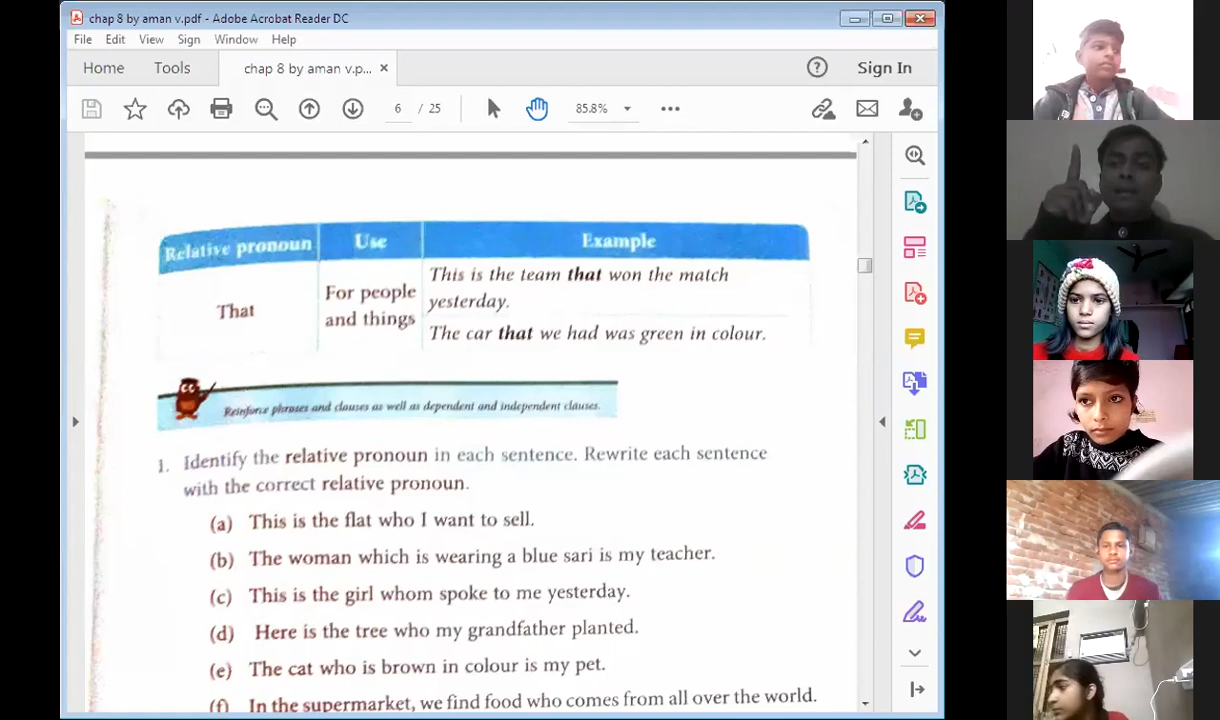 chap 8 by aman v.pdf - Adobe Acrobat Reader DC
File Edit View Sign Window Help
Home Tools chap 8 by aman v.p... × Sign In
6 / 25 85.8%
Relative pronoun Use Example
That
For people
and things
This is the team that won the match
yesterday.
The car that we had was green in colour.
Reinforce phrases and clauses as well as dependent and independent clauses.
1. Identify the relative pronoun in each sentence. Rewrite each sentence
with the correct relative pronoun.
(a) This is the flat who I want to sell.
(b) The woman which is wearing a blue sari is my teacher.
(c) This is the girl whom spoke to me yesterday.
(d) Here is the tree who my grandfather planted.
(e) The cat who is brown in colour is my pet.
(f) In the supermarket, we find food who comes from all over the world.